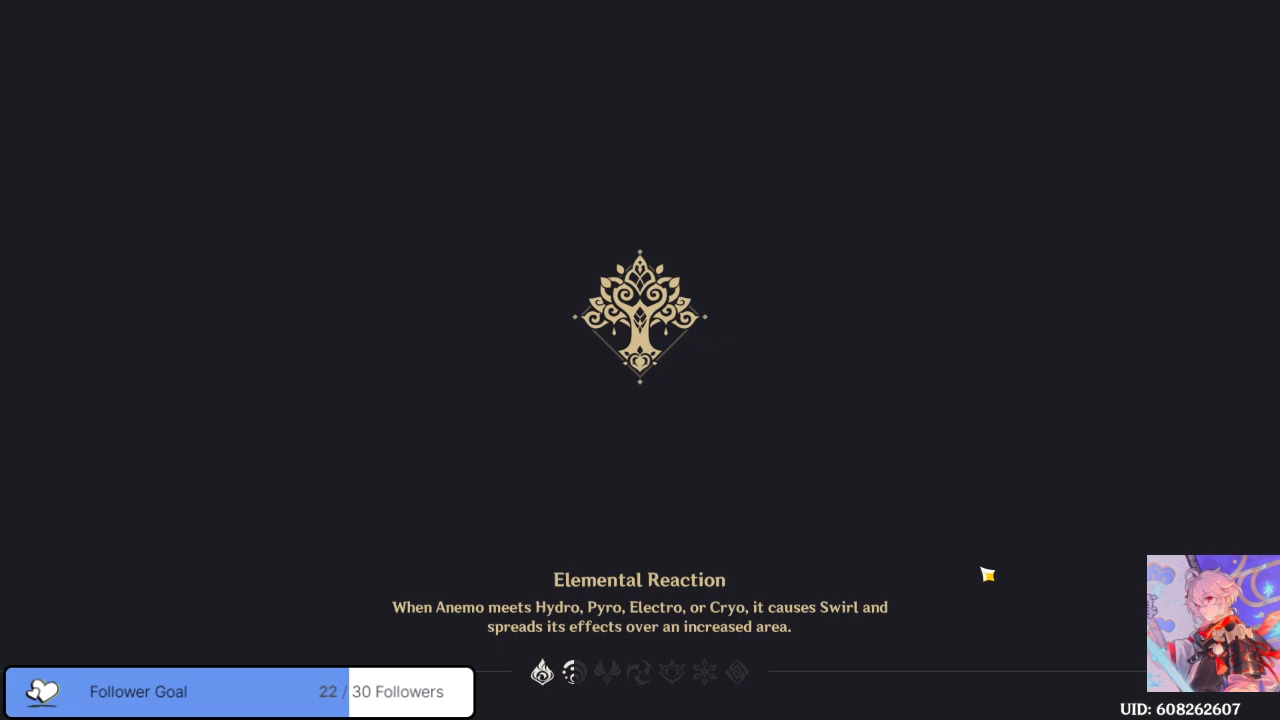 Elemental Reaction
When Anemo meets Hydro, Pyro, Electro, or Cryo, it causes Swirl and
spreads its effects over an increased area.
Follower Goal
22 / 30 Followers
UID: 608262607